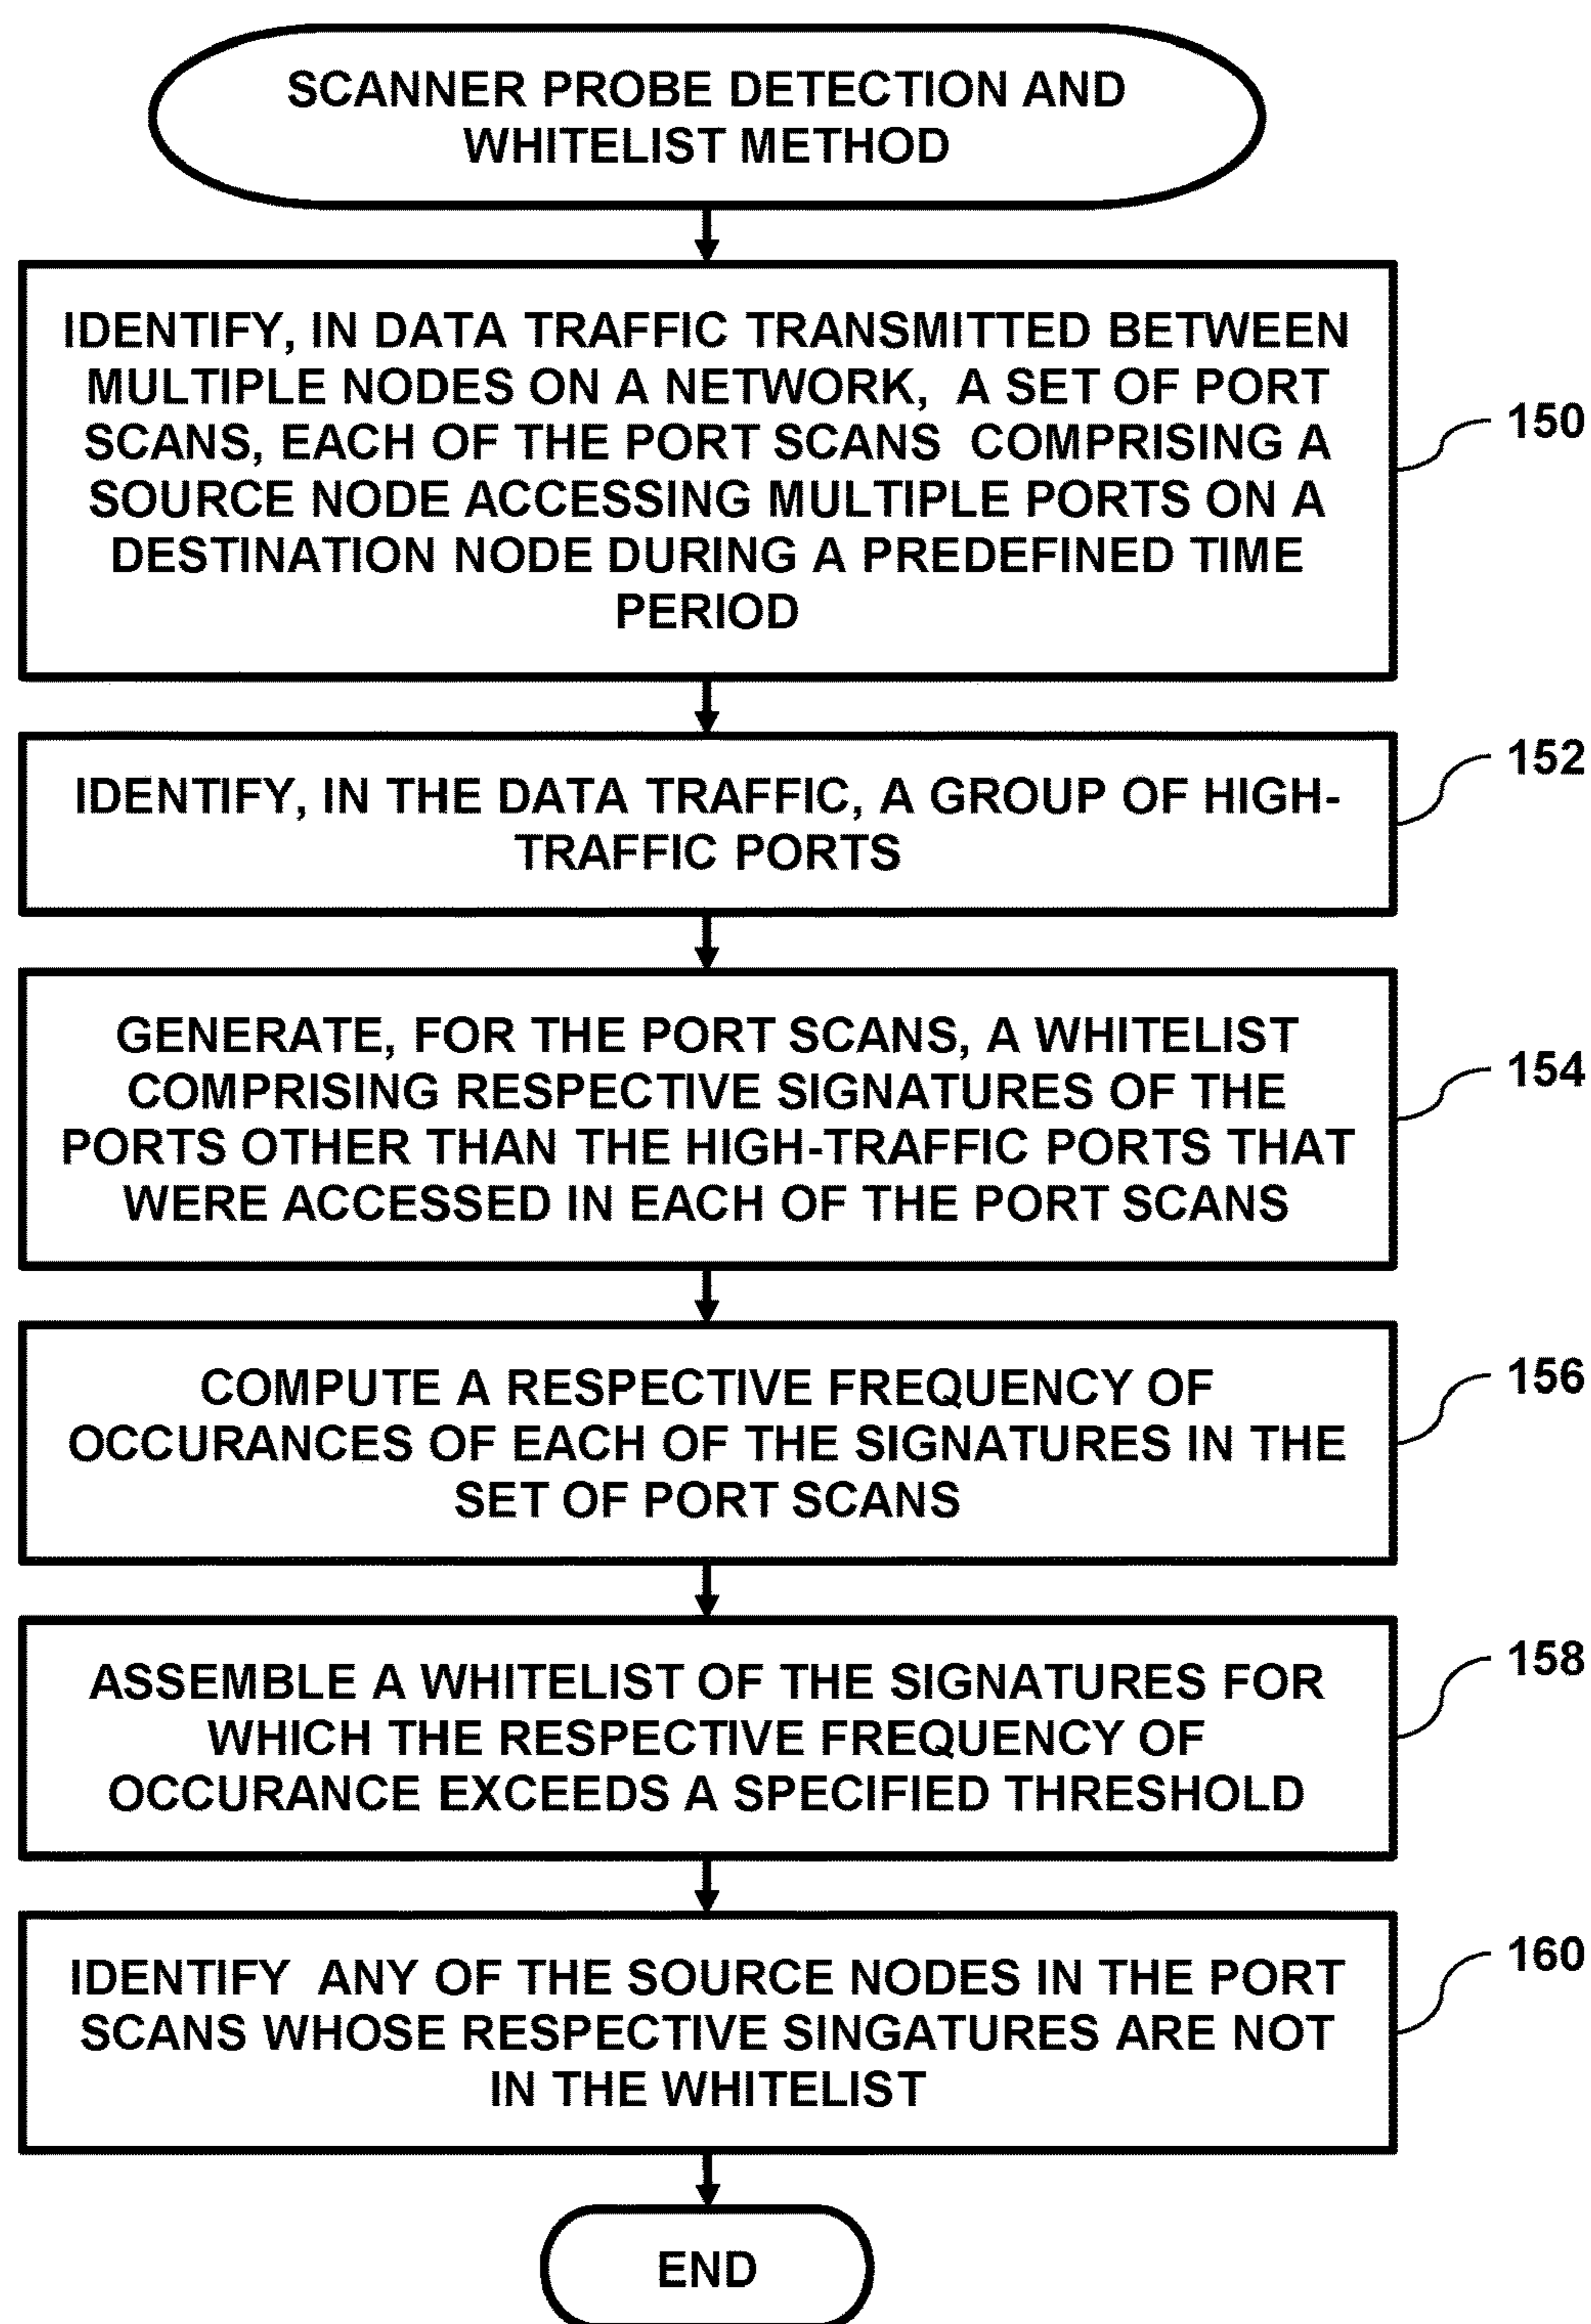 SCANNER PROBE DETECTION AND
WHITELIST METHOD
IDENTIFY, IN DATA TRAFFIC TRANSMITTED BETWEEN
MULTIPLE NODES ON A NETWORK, A SET OF PORT
SCANS, EACH OF THE PORT SCANS COMPRISING A
SOURCE NODE ACCESSING MULTIPLE PORTS ON A
DESTINATION NODE DURING A PREDEFINED TIME
PERIOD
150
IDENTIFY, IN THE DATA TRAFFIC, A GROUP OF HIGH-
TRAFFIC PORTS
152
GENERATE, FOR THE PORT SCANS, A WHITELIST
COMPRISING RESPECTIVE SIGNATURES OF THE
PORTS OTHER THAN THE HIGH-TRAFFIC PORTS THAT
WERE ACCESSED IN EACH OF THE PORT SCANS
154
COMPUTE A RESPECTIVE FREQUENCY OF
OCCURANCES OF EACH OF THE SIGNATURES IN THE
SET OF PORT SCANS
156
ASSEMBLE A WHITELIST OF THE SIGNATURES FOR
WHICH THE RESPECTIVE FREQUENCY OF
OCCURANCE EXCEEDS A SPECIFIED THRESHOLD
158
IDENTIFY ANY OF THE SOURCE NODES IN THE PORT
SCANS WHOSE RESPECTIVE SINGATURES ARE NOT
IN THE WHITELIST
160
END